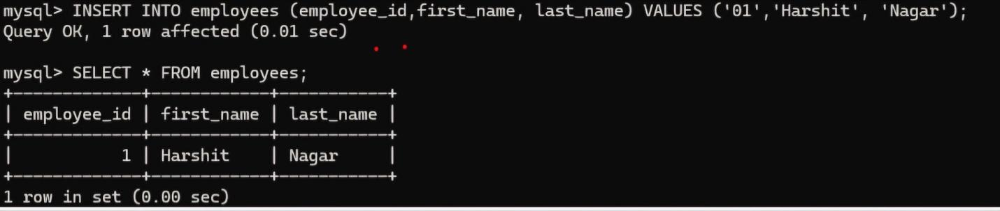 mysql> INSERT INTO employees (employee_id,first_name, last_name) VALUES ('01','Harshit', 'Nagar');
Query OK, 1 row affected (0.01 sec)
mysql> SELECT * FROM employees;
+-------------+------------+-----------+
| employee_id | first_name | last_name |
+-------------+------------+-----------+
|           1 | Harshit    | Nagar     |
+-------------+------------+-----------+
1 row in set (0.00 sec)